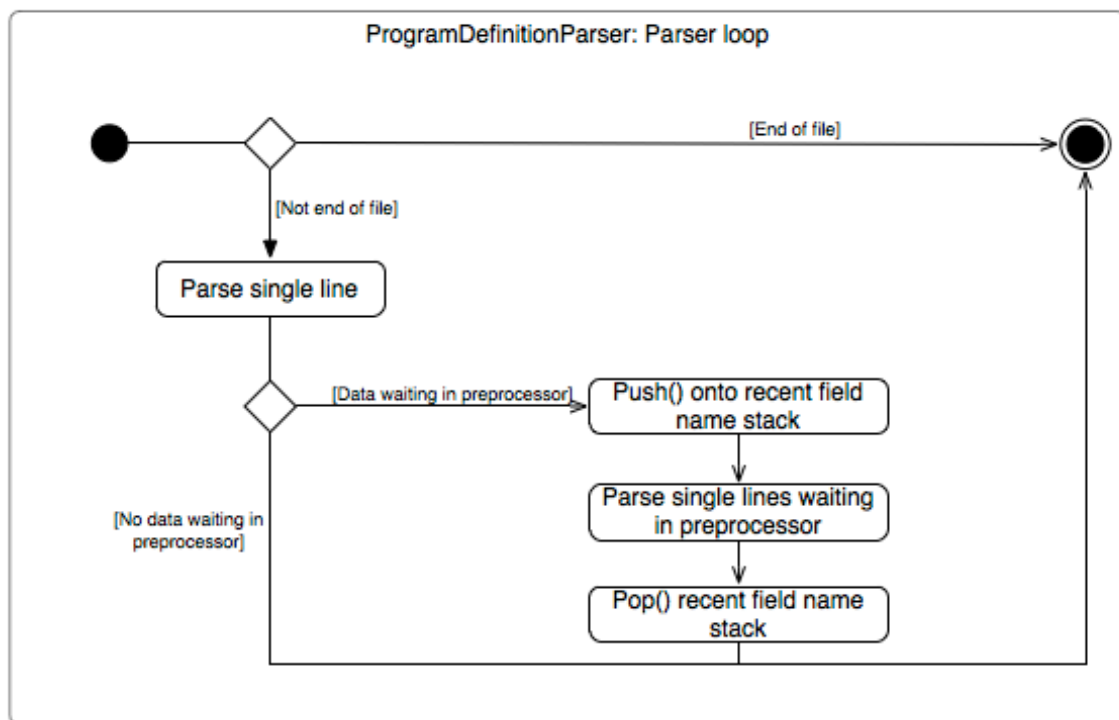 ProgramDefinitionParser: Parser loop
[End of file]
[Not end of file]
Parse single line
[Data waiting in preprocessor]
Push() onto recent field
name stack
[No data waiting in
preprocessor]
Parse single lines waiting
in preprocessor
Pop() recent field name
stack